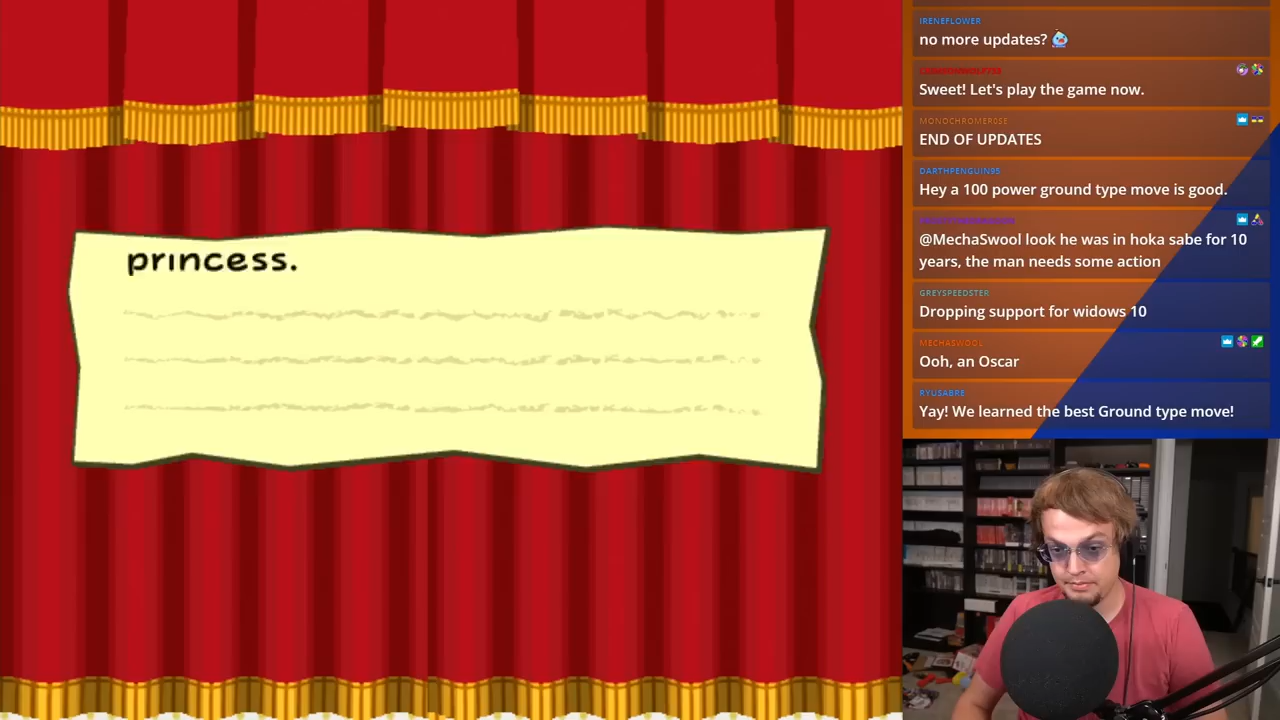 princess.
IRENEFLOWER
no more updates?
Sweet! Let's play the game now.
MONOCHROMEROSE
END OF UPDATES
DARTHPENGUIN95
Hey a 100 power ground type move is good.
@MechaSwool look he was in hoka sabe for 10
years, the man needs some action
GREYSPEEDSTER
Dropping support for widows 10
MECHASWOOL
Ooh, an Oscar
RYUSABRE
Yay! We learned the best Ground type move!